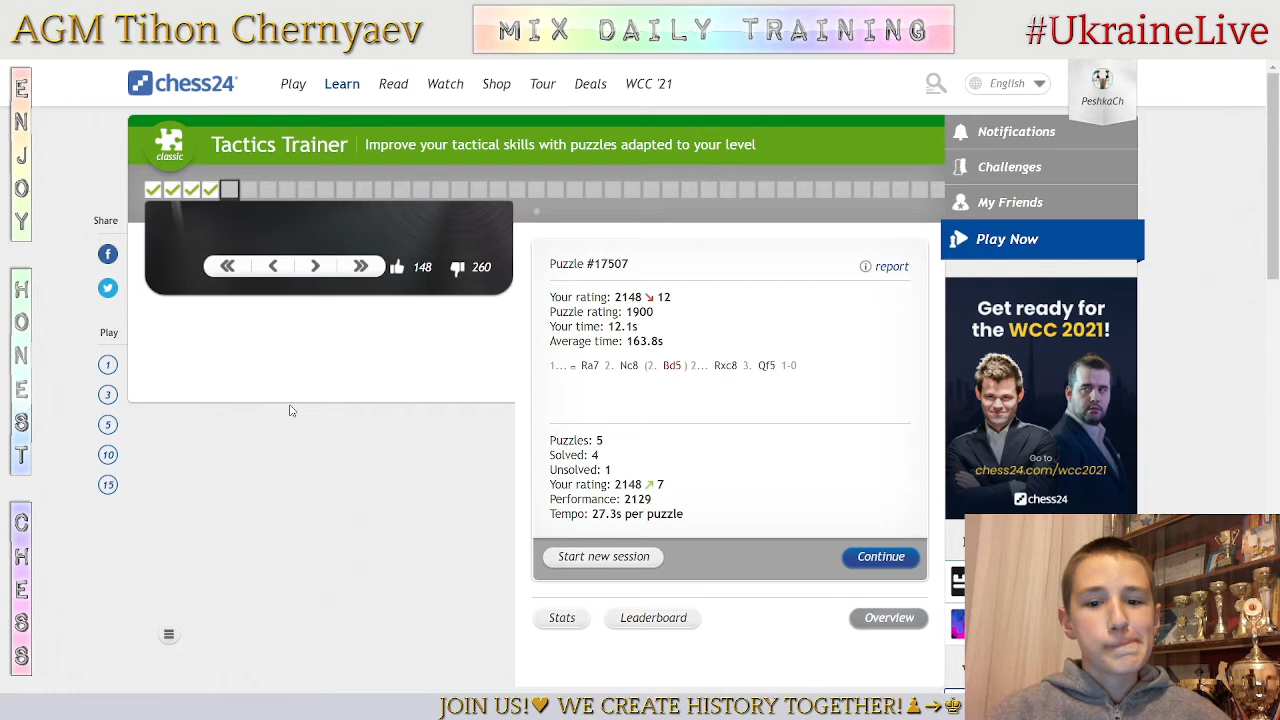 AGM Tihon Chernyaev
MIX DAILY TRAINING
#UkraineLive
ENJOY
HONEST
CHESS
chess24
Play Learn Read Watch Shop Tour Deals WCC '21
English
PeshkaCh
classic
Tactics Trainer Improve your tactical skills with puzzles adapted to your level
Notifications
Challenges
My Friends
Play Now
Share
Play
1
3
5
10
15
148 260
Puzzle #17507
report
Your rating: 2148 ↘ 12
Puzzle rating: 1900
Your time: 12.1s
Average time: 163.8s
1... = Ra7 2. Nc8 (2. Bd5 ) 2... Rxc8 3. Qf5 1-0
Puzzles: 5
Solved: 4
Unsolved: 1
Your rating: 2148 ↗ 7
Performance: 2129
Tempo: 27.3s per puzzle
Start new session
Continue
Stats
Leaderboard
Overview
Get ready for
the WCC 2021!
Go to
chess24.com/wcc2021
chess24
JOIN US!♥ WE CREATE HISTORY TOGETHER!♟→♚